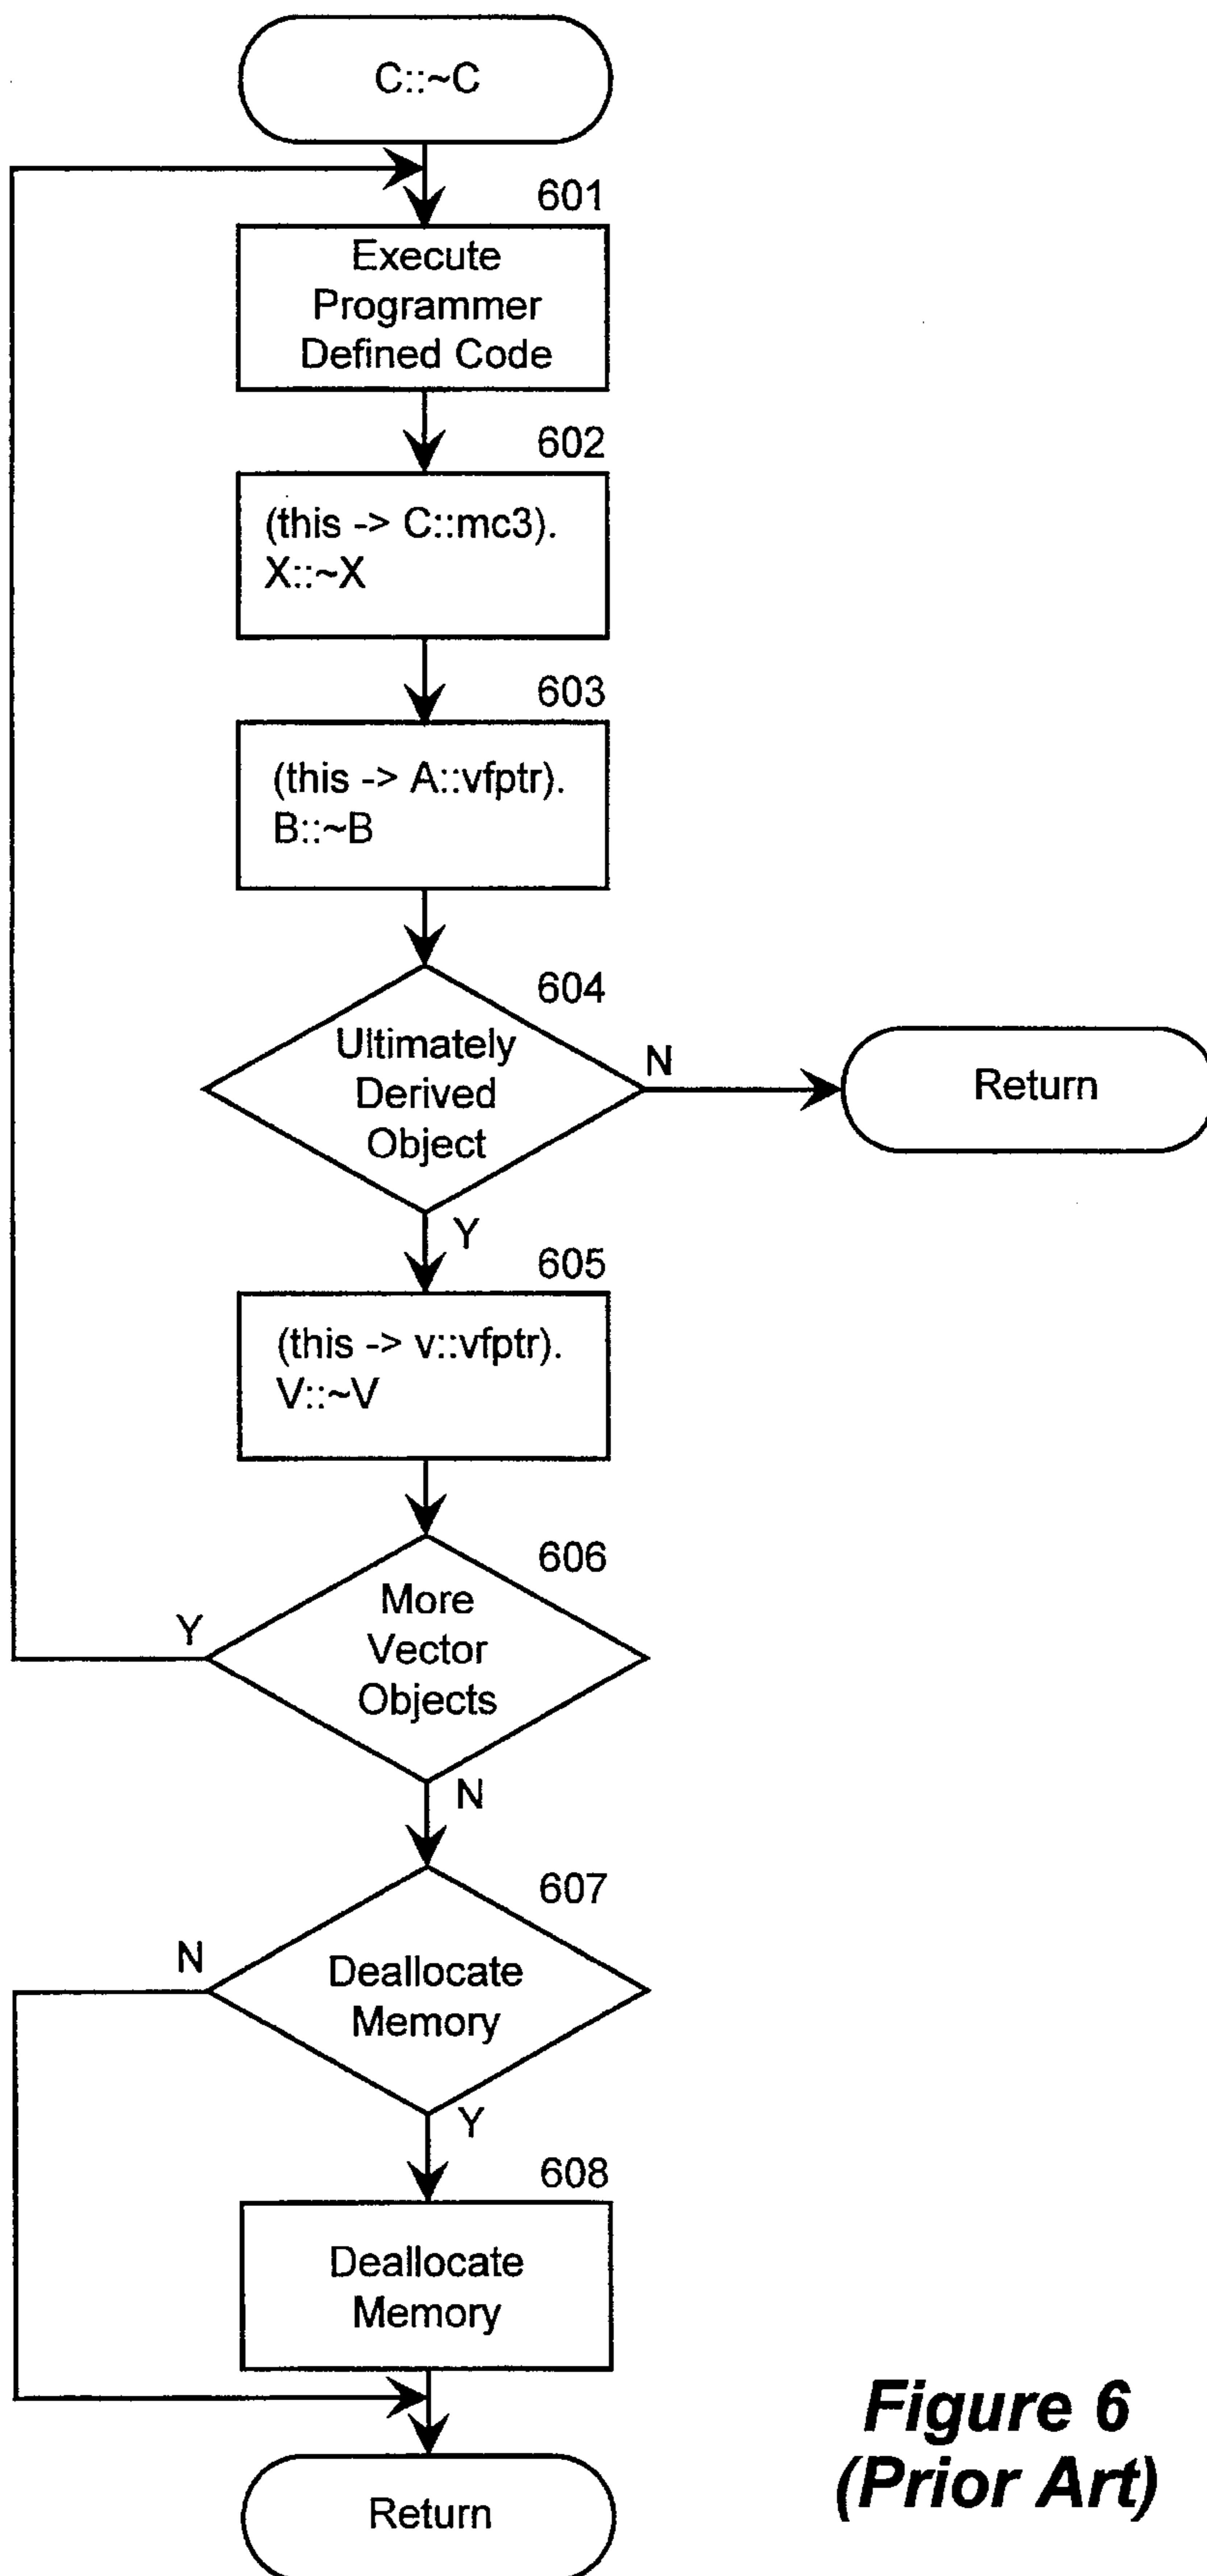 C::~C
601
Execute
Programmer
Defined Code
602
(this -> C::mc3).
X::~X
603
(this -> A::vfptr).
B::~B
604
Ultimately
Derived
Object
N
Return
Y
605
(this -> v::vfptr).
V::~V
606
More
Vector
Objects
Y
N
607
N
Deallocate
Memory
Y
608
Deallocate
Memory
Return
Figure 6
(Prior Art)